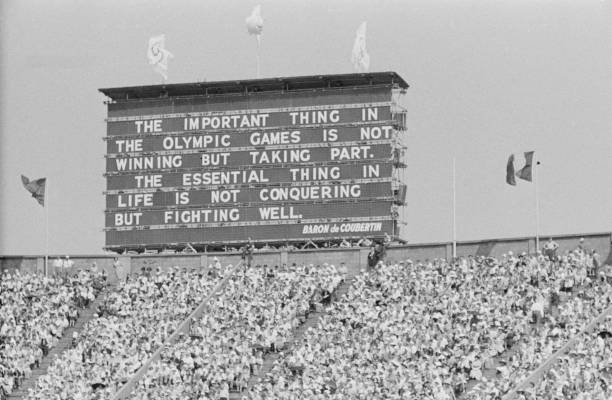 THE IMPORTANT THING IN
THE OLYMPIC GAMES IS NOT
WINNING BUT TAKING PART.
THE ESSENTIAL THING IN
LIFE IS NOT CONQUERING
BUT FIGHTING WELL.
BARON de COUBERTIN